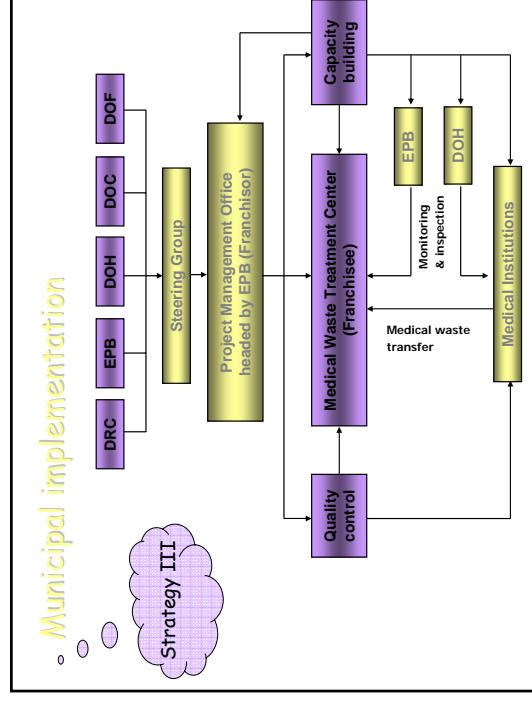 Municipal implementation
Strategy III
DRC
EPB
DOH
DOC
DOF
Steering Group
Project Management Office
headed by EPB (Franchisor)
Quality
control
Medical Waste Treatment Center
(Franchisee)
Capacity
building
Medical waste
transfer
Monitoring
& inspection
EPB
DOH
Medical Institutions